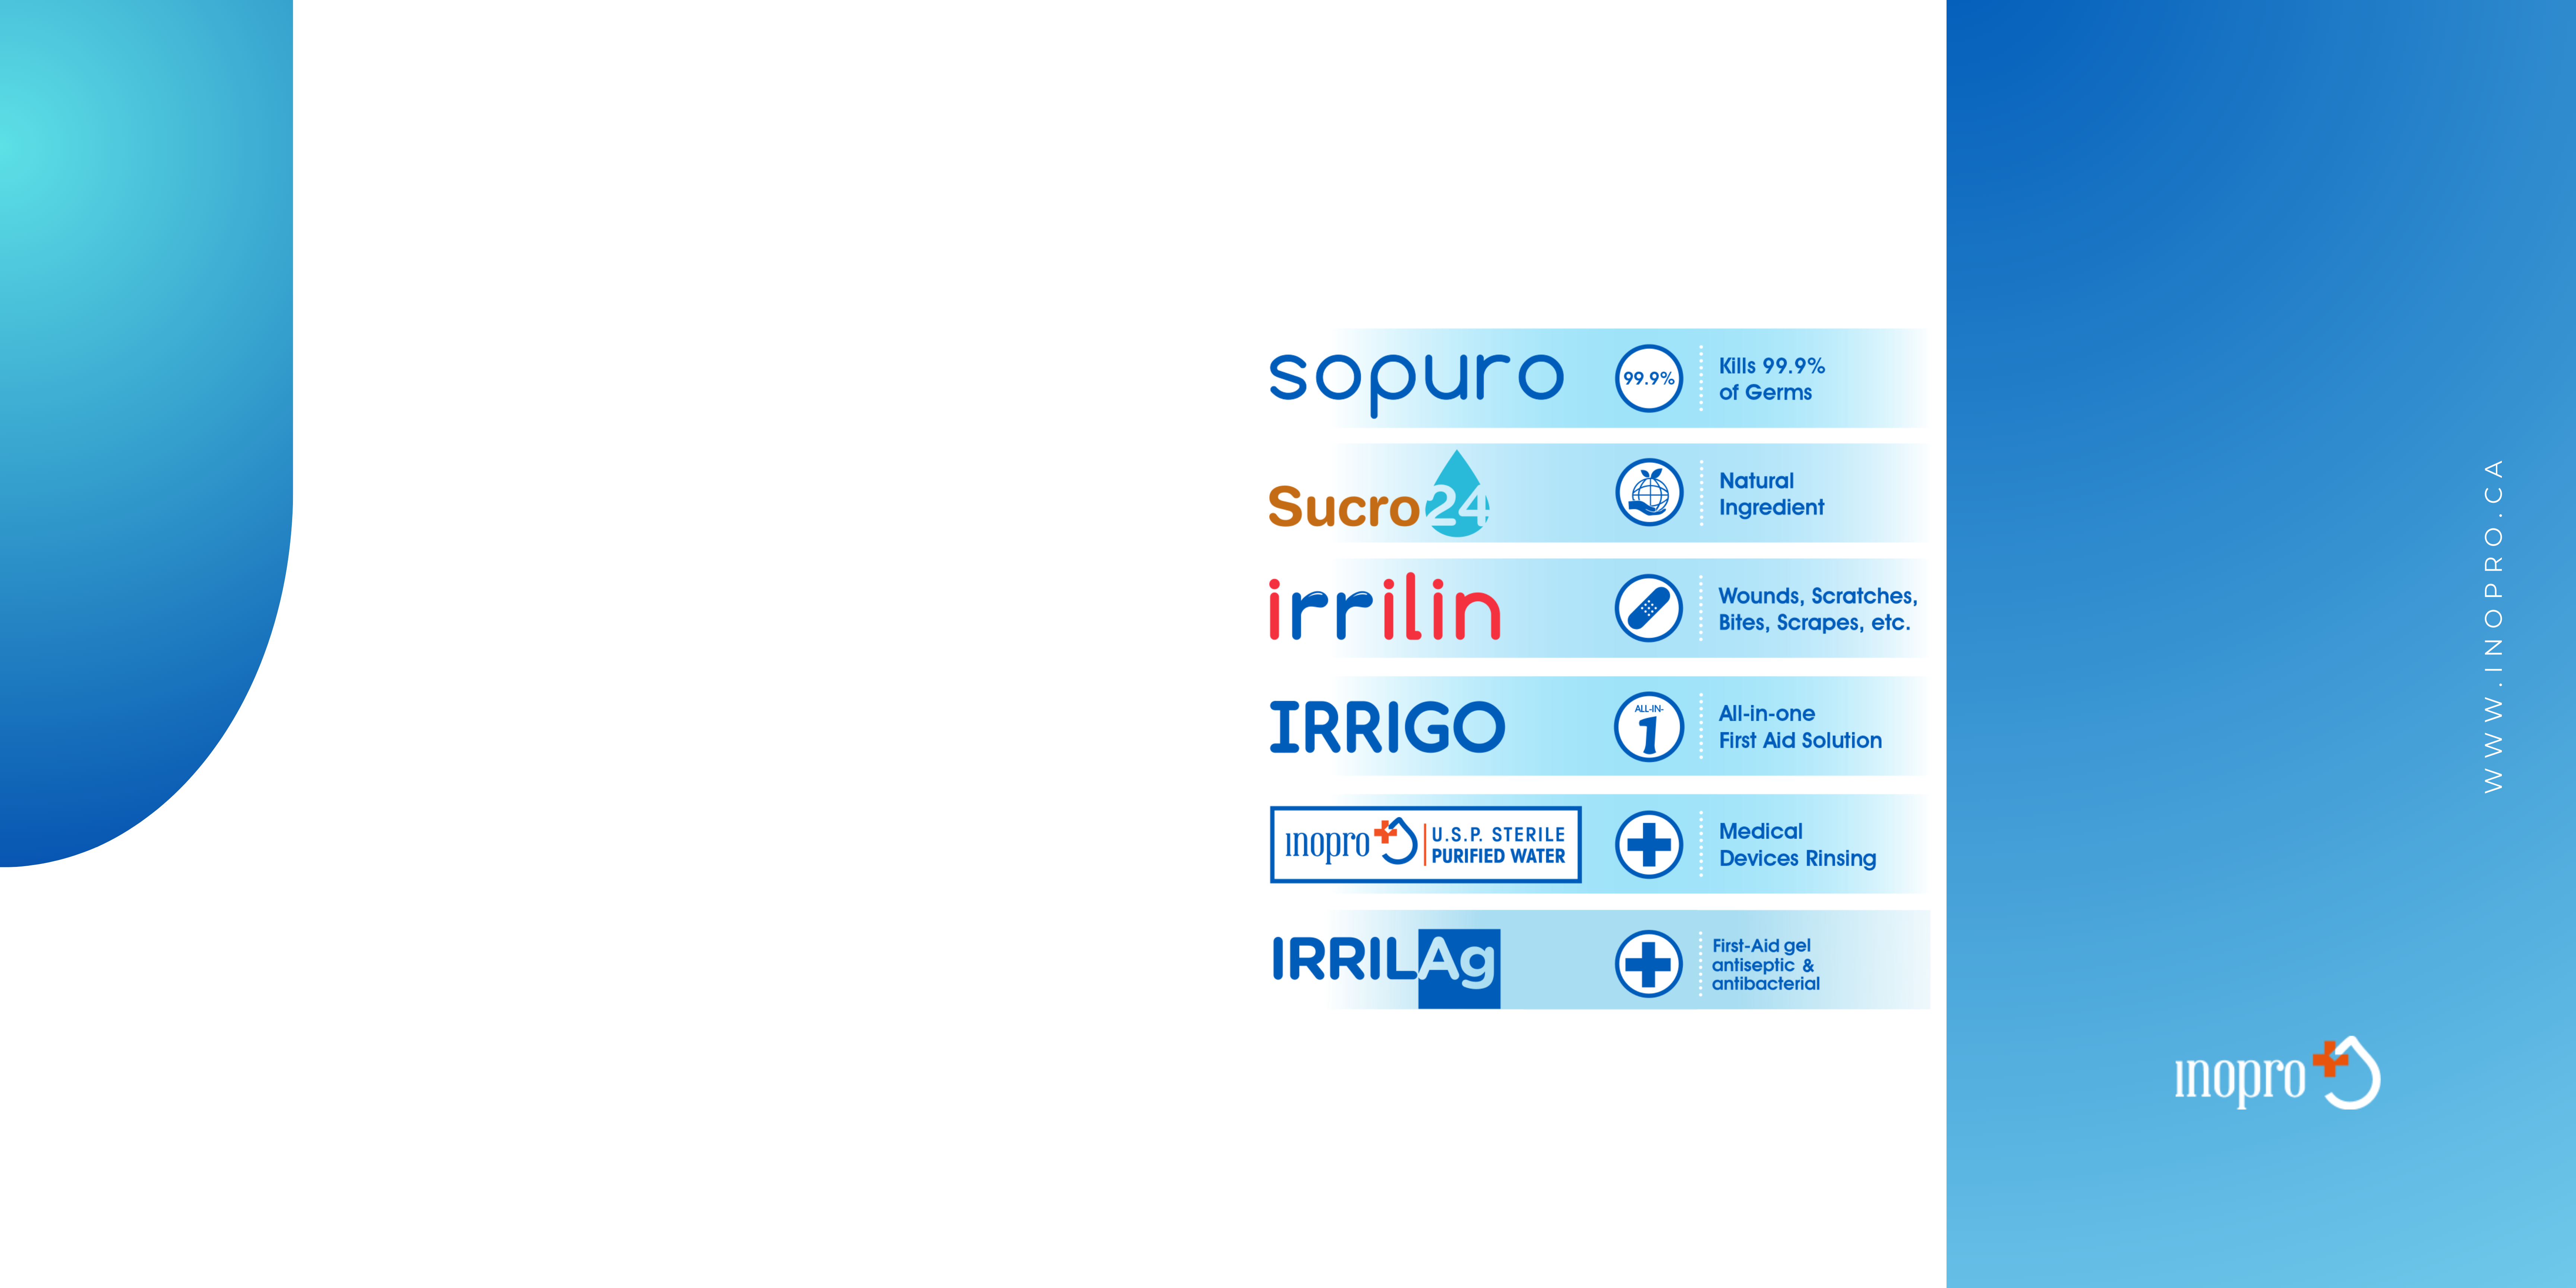 sopuro
99.9%
Kills 99.9%
of Germs
Sucro24
Natural
Ingredient
irrilin
Wounds, Scratches,
Bites, Scrapes, etc.
IRRIGO
ALL-IN-
1
All-in-one
First Aid Solution
inopro
U.S.P. STERILE
PURIFIED WATER
Medical
Devices Rinsing
IRRILAg
First-Aid gel
antiseptic &
antibacterial
WWW.INOPRO.CA
inopro